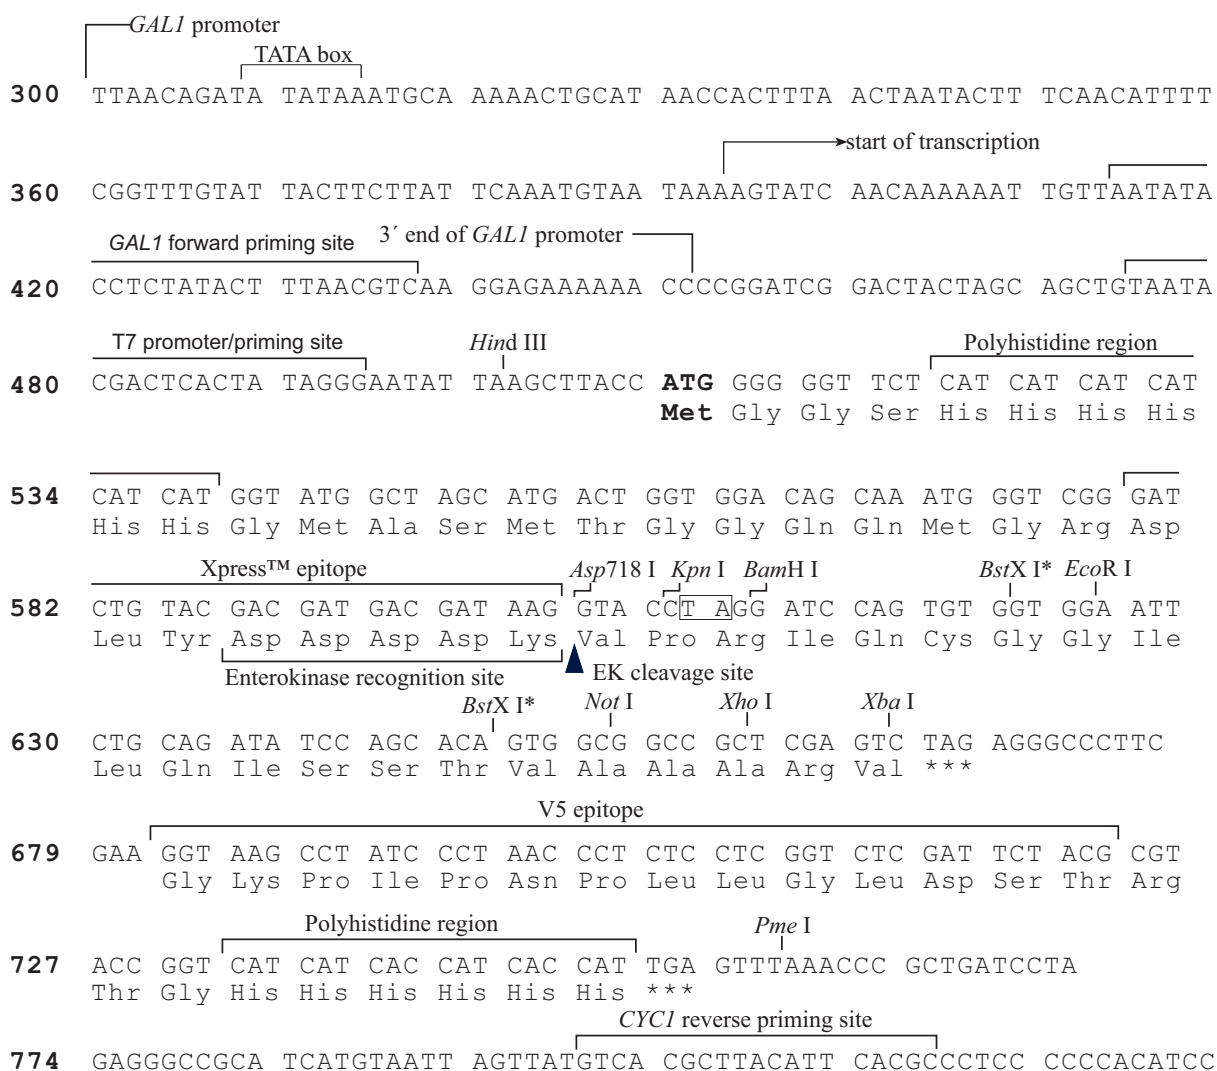 GAL1 promoter
TATA box
300 TTAACAGATA TATAAATGCA AAAACTGCAT AACCACTTTA ACTAATACTT TCAACATTTT
start of transcription
360 CGGTTTGTAT TACTTCTTAT TCAAATGTAA TAAAAGTATC AACAAAAAAT TGTTAATATA
GAL1 forward priming site 3´ end of GAL1 promoter
420 CCTCTATACT TTAACGTCAA GGAGAAAAAA CCCCGGATCG GACTACTAGC AGCTGTAATA
T7 promoter/priming site Hind III Polyhistidine region
480 CGACTCACTA TAGGGAATAT TAAGCTTACC ATG GGG GGT TCT CAT CAT CAT CAT
Met Gly Gly Ser His His His His
534 CAT CAT GGT ATG GCT AGC ATG ACT GGT GGA CAG CAA ATG GGT CGG GAT
His His Gly Met Ala Ser Met Thr Gly Gly Gln Gln Met Gly Arg Asp
Xpress™ epitope Asp718 I Kpn I BamH I BstX I* EcoR I
582 CTG TAC GAC GAT GAC GAT AAG GTA CCT AGG ATC CAG TGT GGT GGA ATT
Leu Tyr Asp Asp Asp Asp Lys Val Pro Arg Ile Gln Cys Gly Gly Ile
Enterokinase recognition site EK cleavage site
BstX I* Not I Xho I Xba I
630 CTG CAG ATA TCC AGC ACA GTG GCG GCC GCT CGA GTC TAG AGGGCCCTTC
Leu Gln Ile Ser Ser Thr Val Ala Ala Ala Arg Val ***
V5 epitope
679 GAA GGT AAG CCT ATC CCT AAC CCT CTC CTC GGT CTC GAT TCT ACG CGT
Gly Lys Pro Ile Pro Asn Pro Leu Leu Gly Leu Asp Ser Thr Arg
Polyhistidine region Pme I
727 ACC GGT CAT CAT CAC CAT CAC CAT TGA GTTTAAACCC GCTGATCCTA
Thr Gly His His His His His His ***
CYC1 reverse priming site
774 GAGGGCCGCA TCATGTAATT AGTTATGTCA CGCTTACATT CACGCCCTCC CCCCACATCC